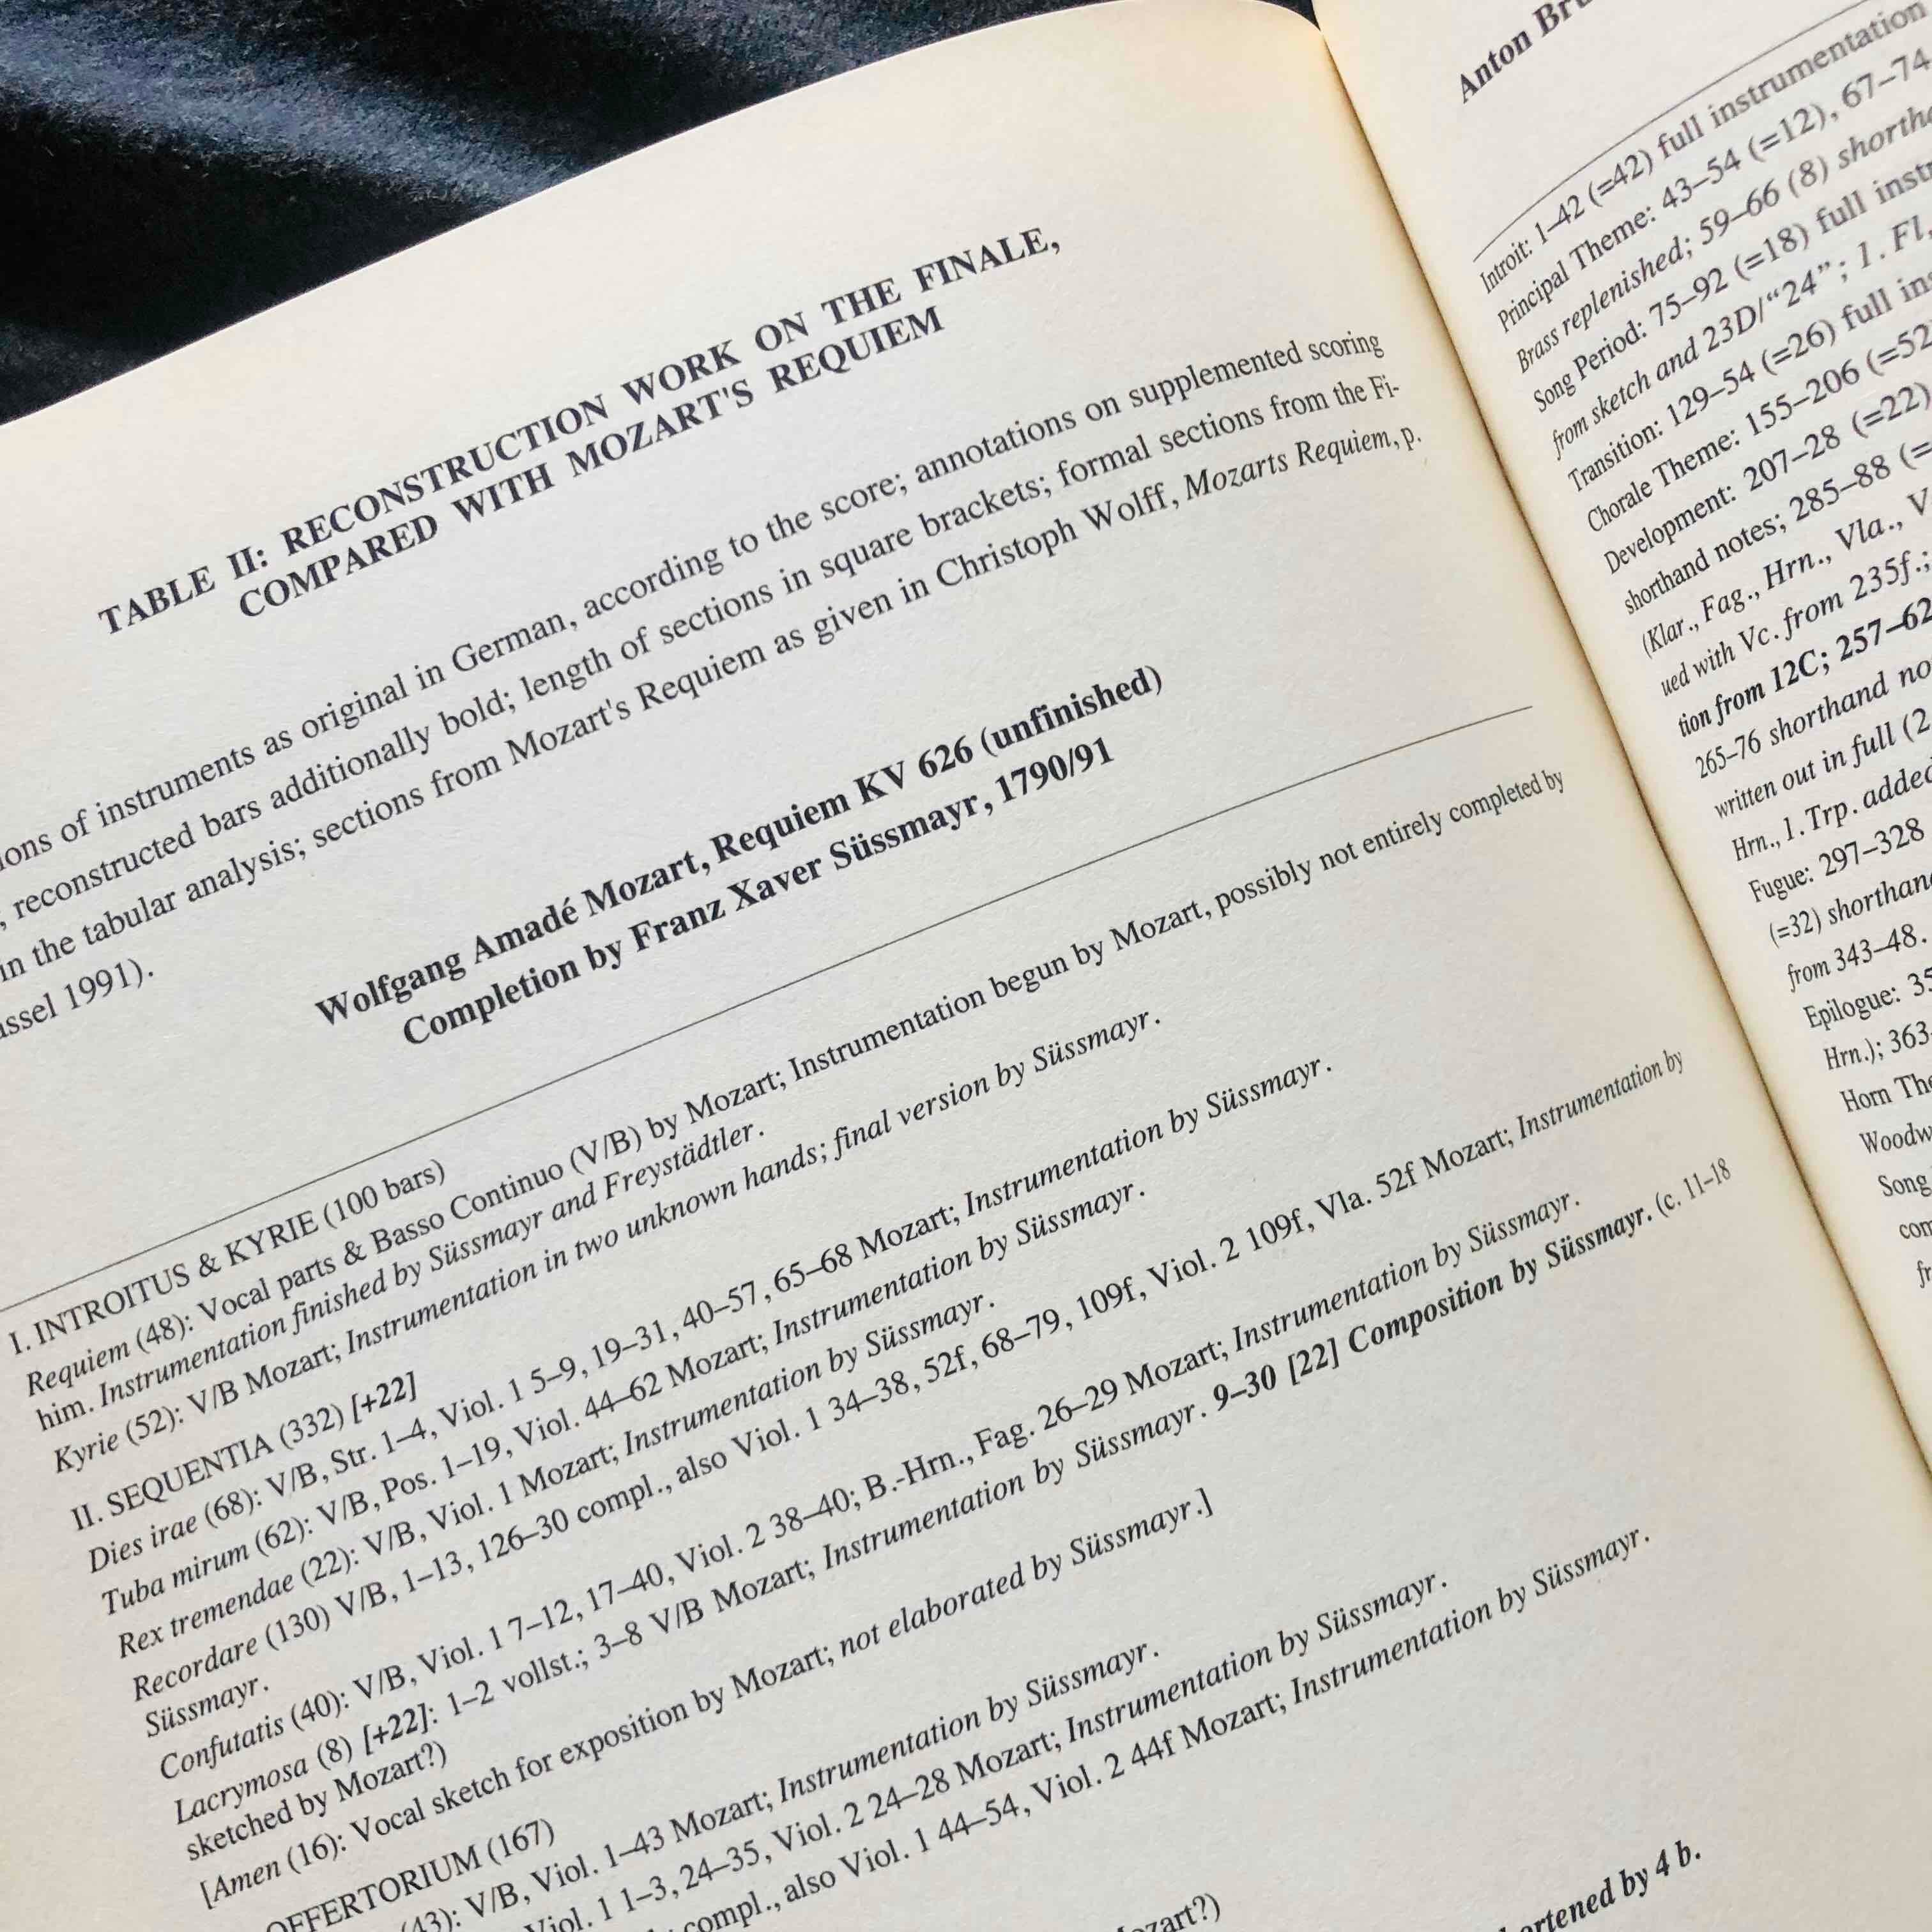 TABLE II: RECONSTRUCTION WORK ON THE FINALE,
COMPARED WITH MOZART'S REQUIEM
of instruments as original in German, according to the score; annotations on supplemented scoring
reconstructed bars additionally bold; length of sections in square brackets; formal sections from the Fi-
in the tabular analysis; sections from Mozart's Requiem as given in Christoph Wolff, Mozarts Requiem, p.
1991).
Wolfgang Amadé Mozart, Requiem KV 626 (unfinished)
Completion by Franz Xaver Süssmayr, 1790/91
I. INTROITUS & KYRIE (100 bars)
Requiem (48): Vocal parts & Basso Continuo (V/B) by Mozart; Instrumentation begun by Mozart, possibly not entirely completed by
him. Instrumentation finished by Süssmayr and Freystädtler.
Kyrie (52): V/B Mozart; Instrumentation in two unknown hands; final version by Süssmayr.
II. SEQUENTIA (332) [+22]
Dies irae (68): V/B, Str. 1–4, Viol. 1 5–9, 19–31, 40–57, 65–68 Mozart; Instrumentation by Süssmayr.
Tuba mirum (62): V/B, Pos. 1–19, Viol. 44–62 Mozart; Instrumentation by Süssmayr.
Rex tremendae (22): V/B, Viol. 1 Mozart; Instrumentation by Süssmayr.
Recordare (130) V/B, 1–13, 126–30 compl., also Viol. 1 34–38, 52f, 68–79, 109f, Viol. 2 109f, Vla. 52f Mozart; Instrumentation by
Süssmayr.
Confutatis (40): V/B, Viol. 1 7–12, 17–40, Viol. 2 38–40; B.-Hrn., Fag. 26–29 Mozart; Instrumentation by Süssmayr.
Lacrymosa (8) [+22]: 1–2 vollst.; 3–8 V/B Mozart; Instrumentation by Süssmayr. 9–30 [22] Composition by Süssmayr. (c. 11–18
sketched by Mozart?)
[Amen (16): Vocal sketch for exposition by Mozart; not elaborated by Süssmayr.]
OFFERTORIUM (167)
(43): V/B, Viol. 1–43 Mozart; Instrumentation by Süssmayr.
Viol. 1 1–3, 24–35, Viol. 2 24–28 Mozart; Instrumentation by Süssmayr.
compl., also Viol. 1 44–54, Viol. 2 44f Mozart; Instrumentation by Süssmayr.
by 4 b.
Anton
Introit: 1–42 (=42) full instrumentation
Principal Theme: 43–54 (=12), 67–74
Brass replenished; 59–66 (8)
Song Period: 75–92 (=18) full
from sketch and 23D/“24”; 1. Fl,
Transition: 129–54 (=26) full
Chorale Theme: 155–206
Development: 207–28 (=22)
shorthand notes; 285–88
(Klar., Fag., Hrn., Vla.,
ued with Vc. from 235f.;
tion from 12C; 257–62
265–76 shorthand
written out in full
Hrn., 1. Trp. added
Fugue: 297–328
(=32)
from 343–48.
Epilogue:
Hrn.);
Horn
Song